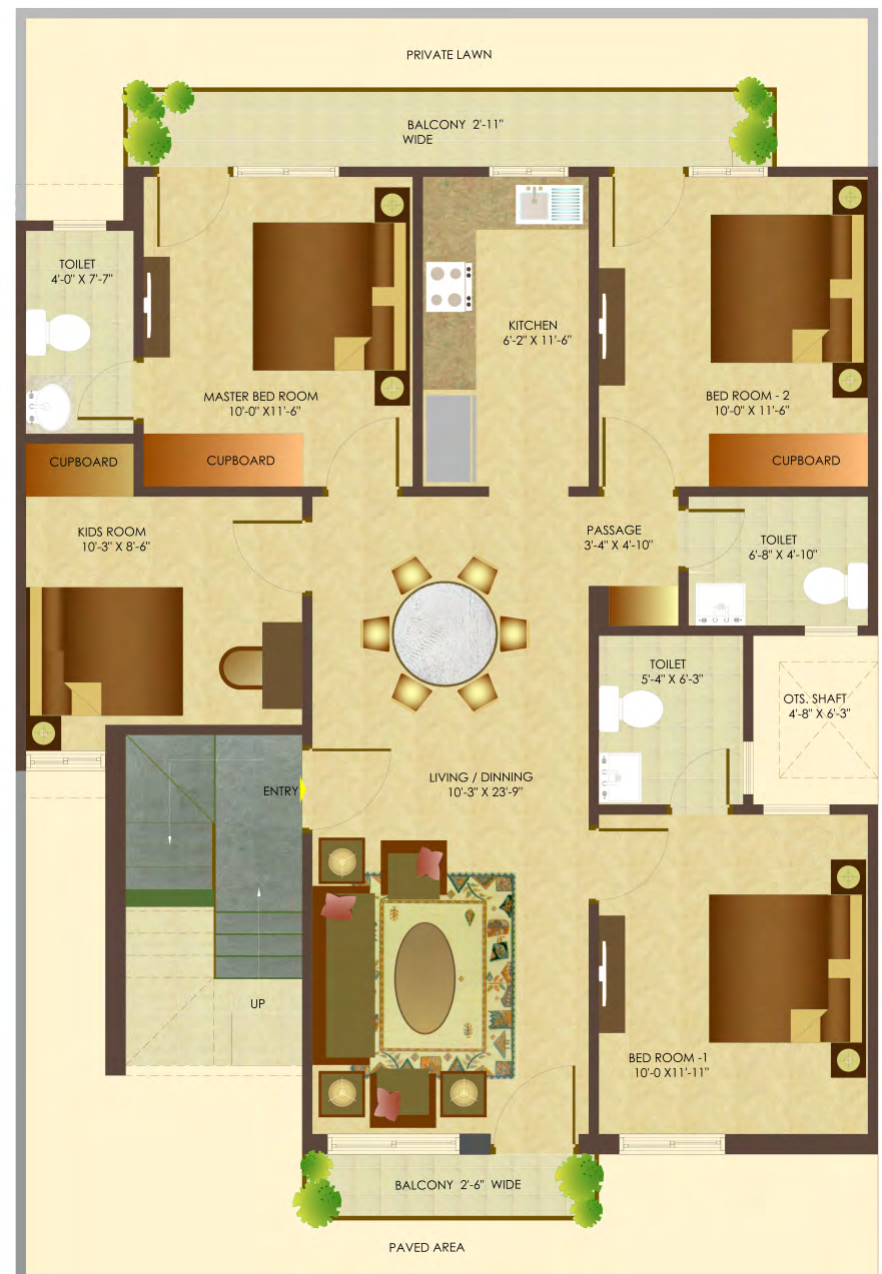 PRIVATE LAWN
BALCONY 2'-11"
WIDE
TOILET
4'-0" X 7'-7"
KITCHEN
6'-2" X 11'-6"
MASTER BED ROOM
10'-0" X11'-6"
BED ROOM - 2
10'-0" X 11'-6"
CUPBOARD
CUPBOARD
CUPBOARD
KIDS ROOM
10'-3" X 8'-6"
PASSAGE
3'-4" X 4'-10"
TOILET
6'-8" X 4'-10"
TOILET
5'-4" X 6'-3"
OTS. SHAFT
4'-8" X 6'-3"
ENTRY
LIVING / DINNING
10'-3" X 23'-9"
UP
BED ROOM -1
10'-0 X11'-11"
BALCONY 2'-6" WIDE
PAVED AREA